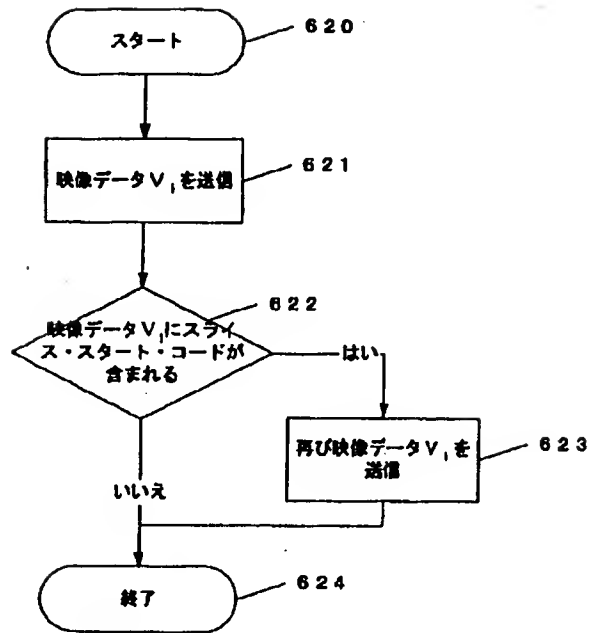 スタート
620
映像データViを送信
621
622
映像データViにスライ
ス・スタート・コードが
含まれる
はい
再び映像データViを
送信
623
いいえ
終了
624